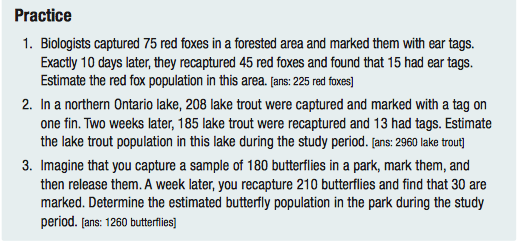 Practice
1. Biologists captured 75 red foxes in a forested area and marked them with ear tags.
Exactly 10 days later, they recaptured 45 red foxes and found that 15 had ear tags.
Estimate the red fox population in this area. [ans: 225 red foxes]
2. In a northern Ontario lake, 208 lake trout were captured and marked with a tag on
one fin. Two weeks later, 185 lake trout were recaptured and 13 had tags. Estimate
the lake trout population in this lake during the study period. [ans: 2960 lake trout]
3. Imagine that you capture a sample of 180 butterflies in a park, mark them, and
then release them. A week later, you recapture 210 butterflies and find that 30 are
marked. Determine the estimated butterfly population in the park during the study
period. [ans: 1260 butterflies]